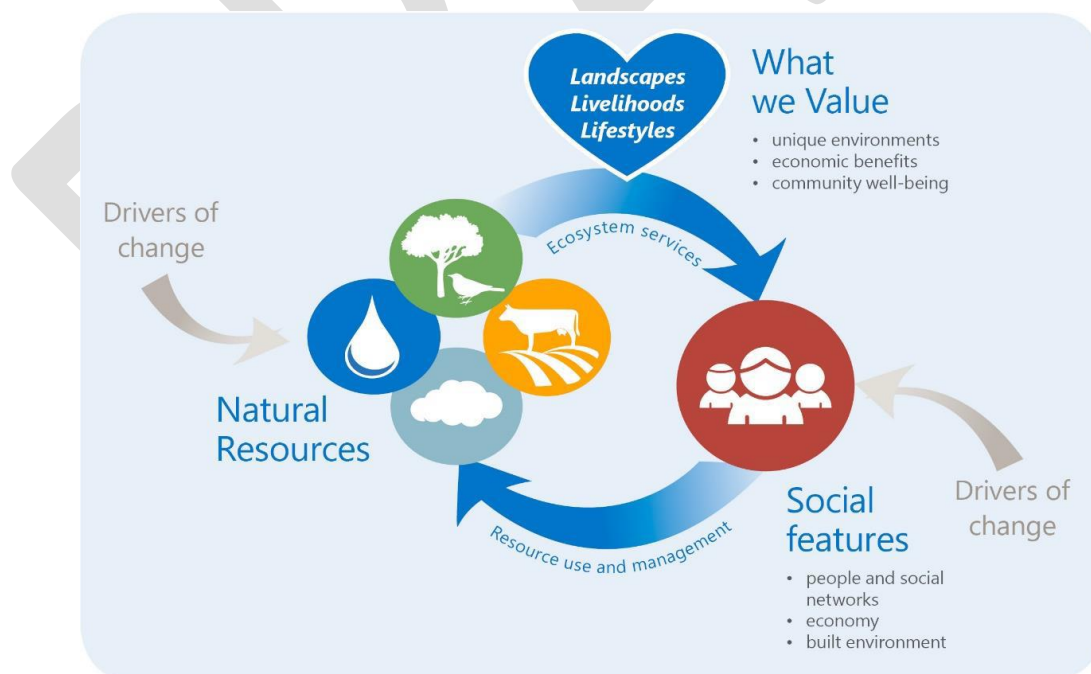 Landscapes
Livelihoods
Lifestyles
What
we Value
• unique environments
• economic benefits
• community well-being
Drivers of
change
Ecosystem services
Natural
Resources
Resource use and management
Social
features
• people and social
networks
• economy
• built environment
Drivers of
change